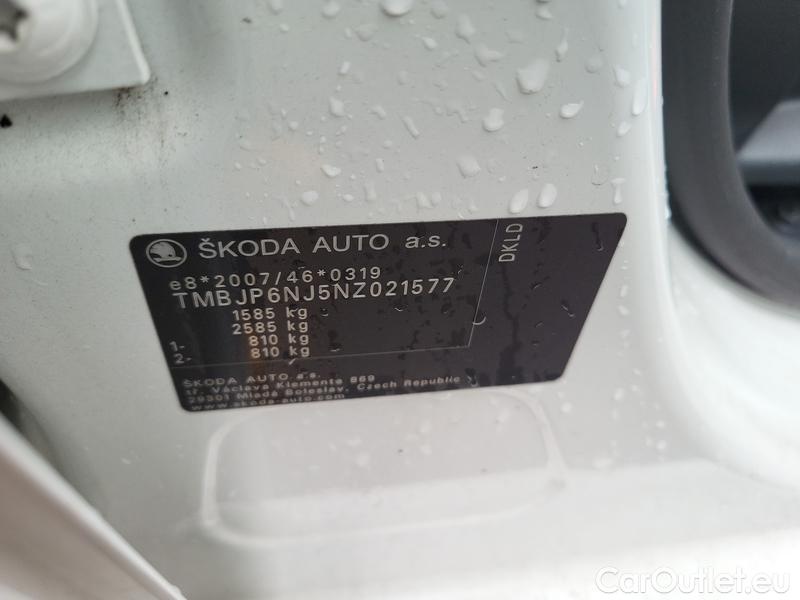 ŠKODA AUTO a.s.
DKLD
e8*2007/46*0319
TMBJP6NJ5NZ021577
1585 kg
2585 kg
1- 810 kg
2- 810 kg
ŠKODA AUTO a.s.
tř. Václava Klementa 869
29301 Mladá Boleslav, Czech Republic
www.skoda-auto.com
CarOutlet.eu